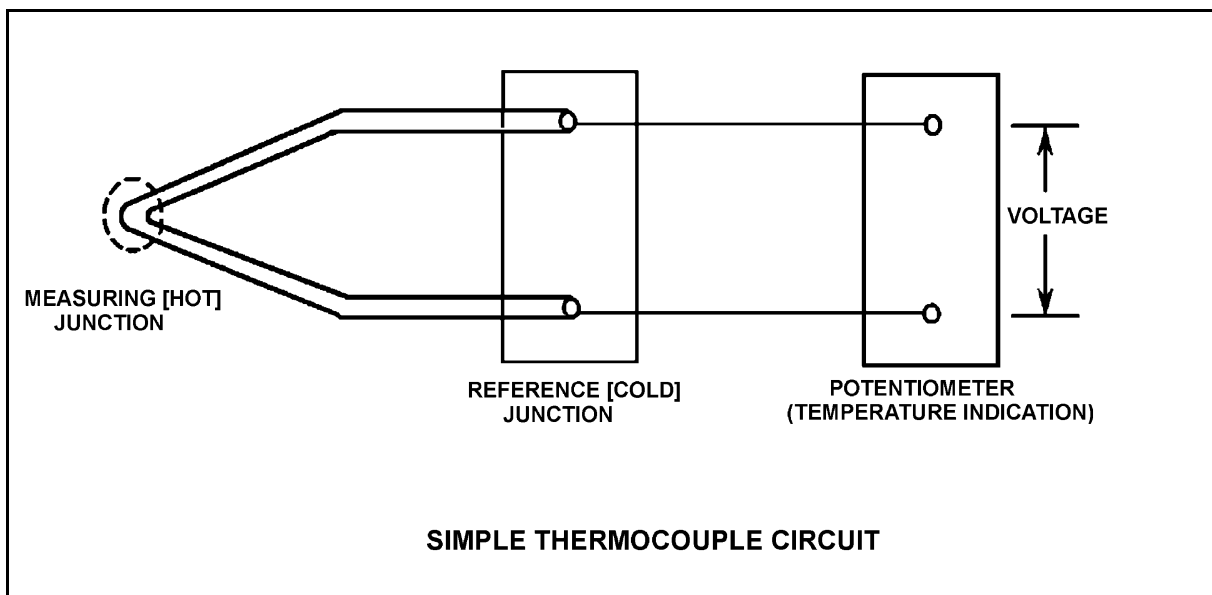 VOLTAGE
MEASURING [HOT]
JUNCTION
REFERENCE [COLD]
JUNCTION
POTENTIOMETER
(TEMPERATURE INDICATION)
SIMPLE THERMOCOUPLE CIRCUIT